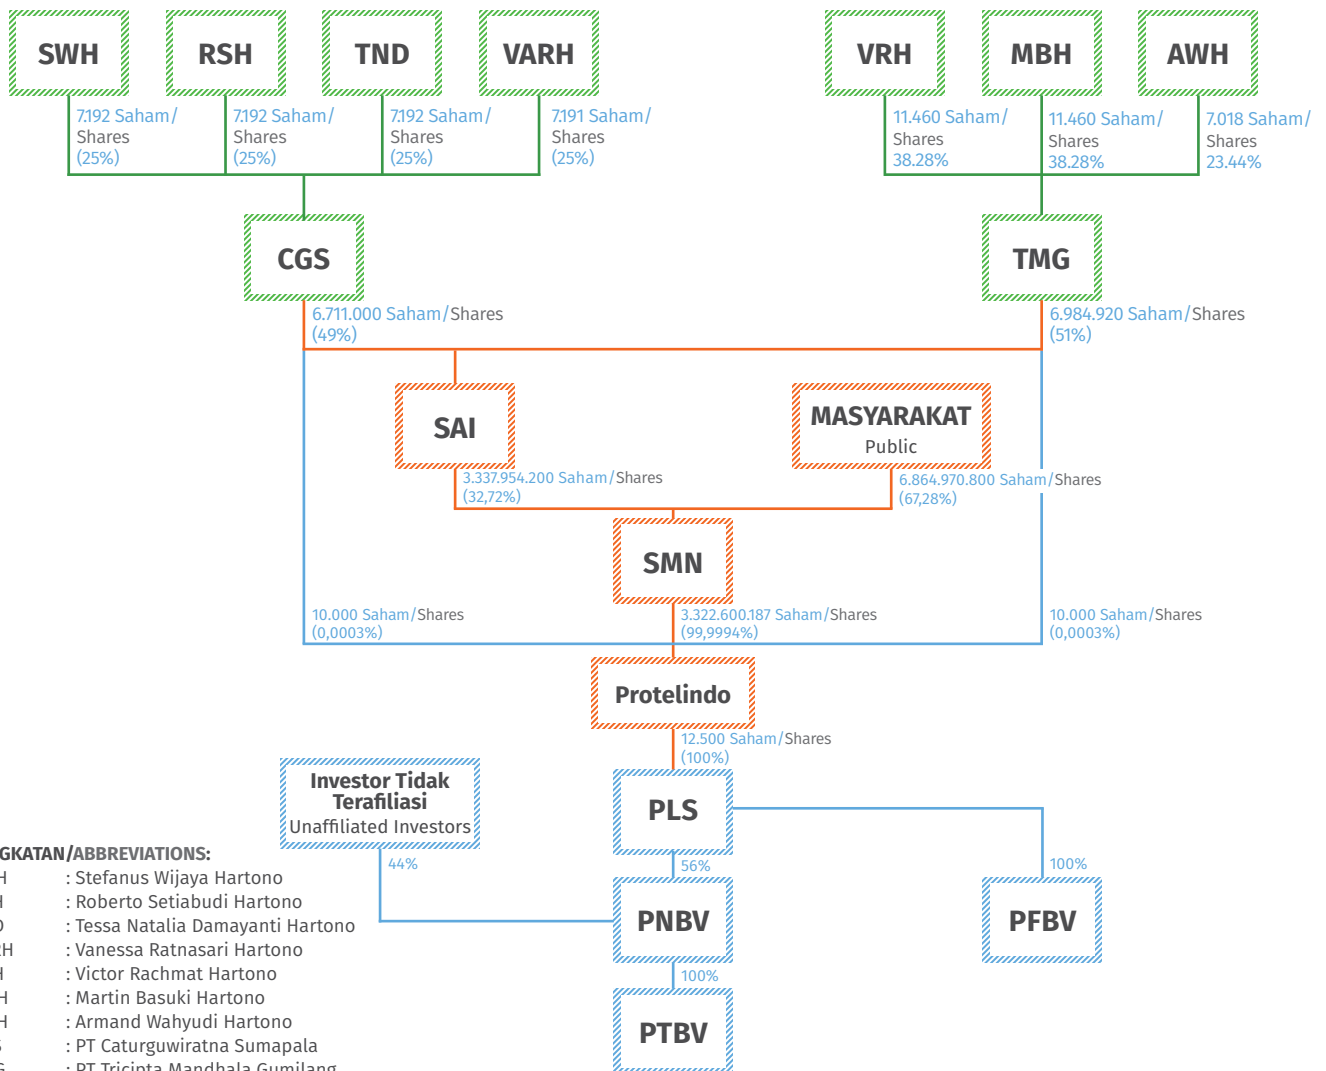 SWH
RSH
TND
VARH
VRH
MBH
AWH
7.192 Saham/
Shares
(25%)
7.192 Saham/
Shares
(25%)
7.192 Saham/
Shares
(25%)
7.191 Saham/
Shares
(25%)
11.460 Saham/
Shares
38.28%
11.460 Saham/
Shares
38.28%
7.018 Saham/
Shares
23.44%
CGS
TMG
6.711.000 Saham/Shares
(49%)
6.984.920 Saham/Shares
(51%)
SAI
MASYARAKAT
Public
3.337.954.200 Saham/Shares
(32,72%)
6.864.970.800 Saham/Shares
(67,28%)
SMN
10.000 Saham/Shares
(0,0003%)
3.322.600.187 Saham/Shares
(99,9994%)
10.000 Saham/Shares
(0,0003%)
Protelindo
12.500 Saham/Shares
(100%)
Investor Tidak
Terafiliasi
Unaffiliated Investors
PLS
44%
56%
100%
PNBV
PFBV
100%
PTBV
GKATAN/ABBREVIATIONS:
H : Stefanus Wijaya Hartono
H : Roberto Setiabudi Hartono
D : Tessa Natalia Damayanti Hartono
RH : Vanessa Ratnasari Hartono
H : Victor Rachmat Hartono
H : Martin Basuki Hartono
H : Armand Wahyudi Hartono
S : PT Caturguwiratna Sumapala
G : PT Tricipta Mandhala Gumilang